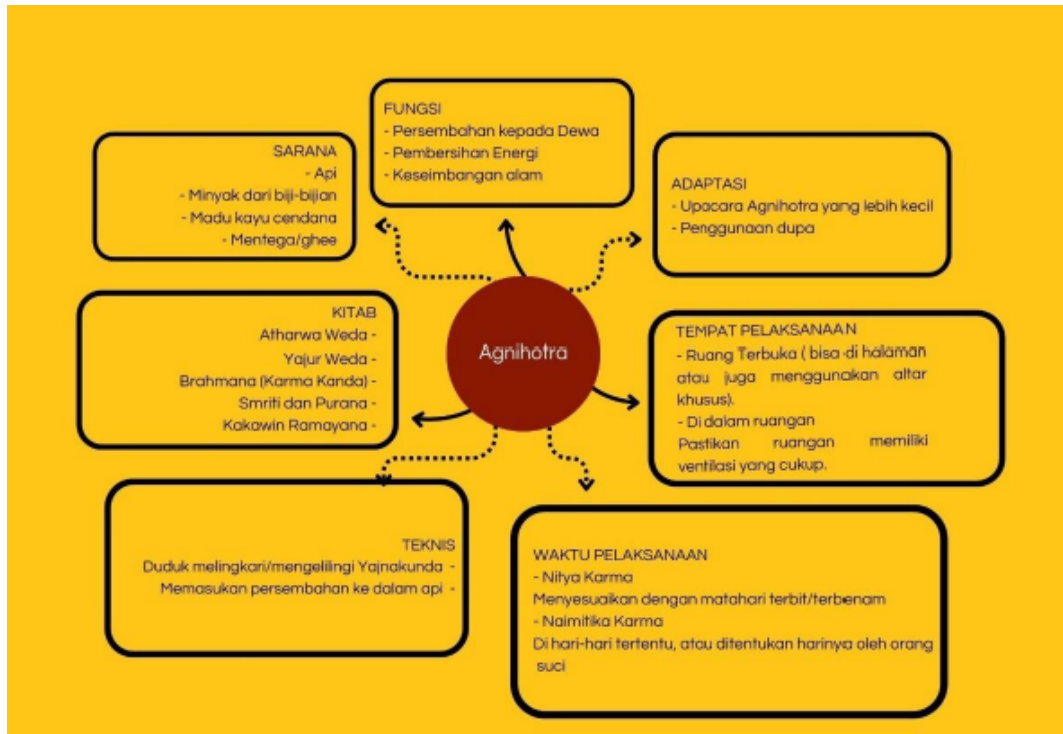 FUNGSI
- Persembahan kepada Dewa
- Pembersihan Energi
- Keseimbangan alam
SARANA
- Api
- Minyak dari biji-bijian
- Madu kayu cendana
- Mentega/ghee
ADAPTASI
- Upacara Agnihotra yang lebih kecil
- Penggunaan dupa
KITAB
Atharwa Weda -
Yajur Weda -
Brahmana (Karma Kanda) -
Smriti dan Purana -
Kakawin Ramayana -
Agnihotra
TEMPAT PELAKSANAAN
- Ruang Terbuka ( bisa di halaman
atau juga menggunakan altar
khusus).
- Di dalam ruangan
Pastikan ruangan memiliki
ventilasi yang cukup.
TEKNIS
Duduk melingkari/mengelilingi Yajnakunda -
Memasukan persembahan ke dalam api -
WAKTU PELAKSANAAN
- Nitya Karma
Menyesuaikan dengan matahari terbit/terbenam
- Naimitika Karma
Di hari-hari tertentu, atau ditentukan harinya oleh orang
suci